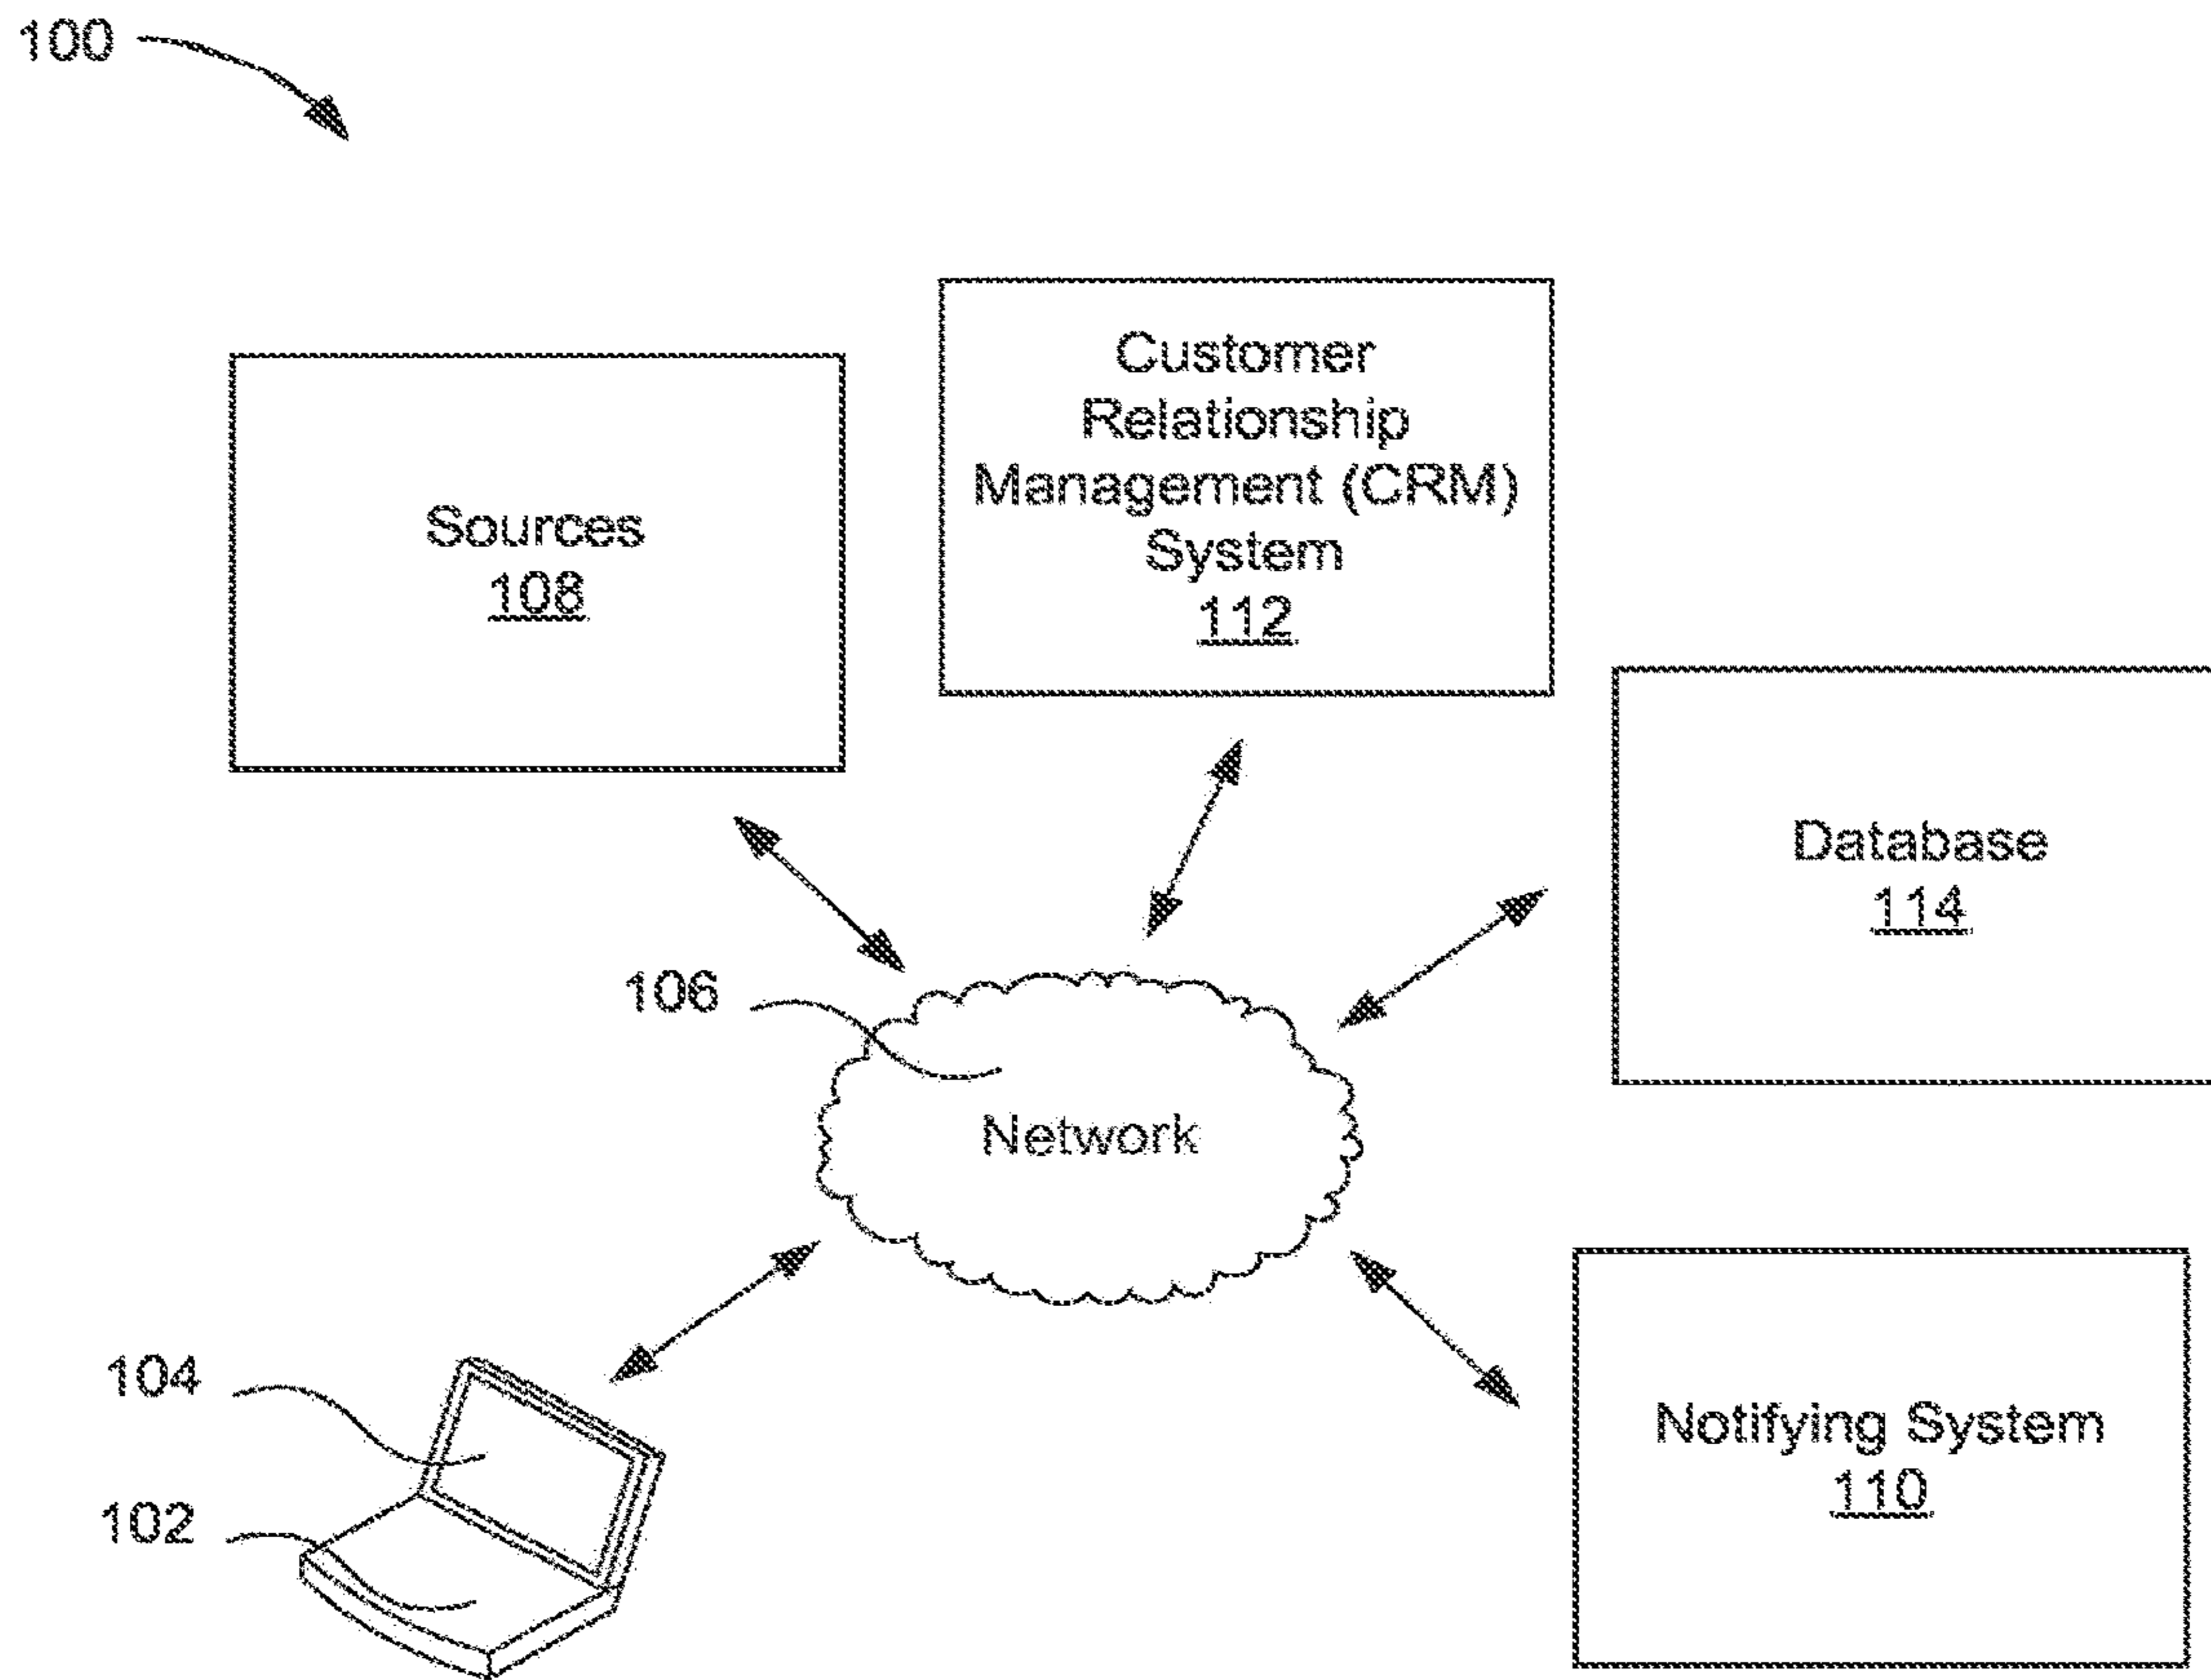 100
Customer
Relationship
Management (CRM)
System
112
Sources
108
Database
114
106
Network
104
102
Notifying System
110